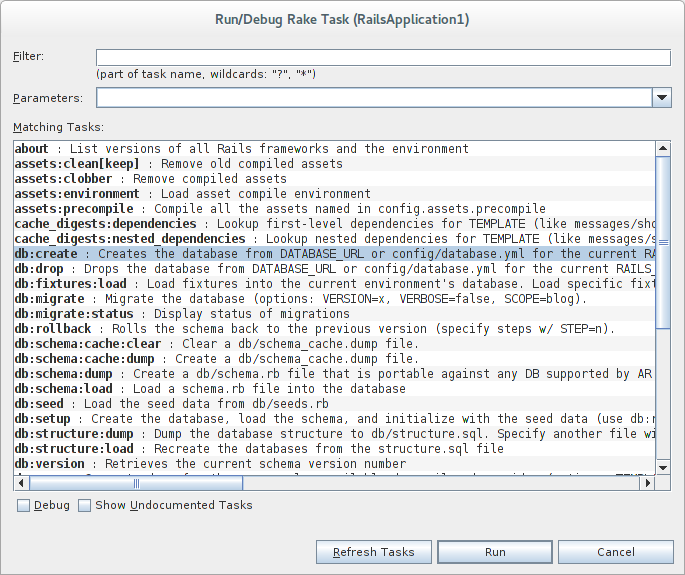 Run/Debug Rake Task (RailsApplication1)
Filter:
(part of task name, wildcards: "?", "*")
Parameters:
Matching Tasks:
about : List versions of all Rails frameworks and the environment
assets:clean[keep] : Remove old compiled assets
assets:clobber : Remove compiled assets
assets:environment : Load asset compile environment
assets:precompile : Compile all the assets named in config.assets.precompile
cache_digests:dependencies : Lookup first-level dependencies for TEMPLATE (like messages/sho
cache_digests:nested_dependencies : Lookup nested dependencies for TEMPLATE (like messages/s
db:create : Creates the database from DATABASE_URL or config/database.yml for the current RA
db:drop : Drops the database from DATABASE_URL or config/database.yml for the current RAILS_
db:fixtures:load : Load fixtures into the current environment's database. Load specific fixt
db:migrate : Migrate the database (options: VERSION=x, VERBOSE=false, SCOPE=blog).
db:migrate:status : Display status of migrations
db:rollback : Rolls the schema back to the previous version (specify steps w/ STEP=n).
db:schema:cache:clear : Clear a db/schema_cache.dump file.
db:schema:cache:dump : Create a db/schema_cache.dump file.
db:schema:dump : Create a db/schema.rb file that is portable against any DB supported by AR
db:schema:load : Load a schema.rb file into the database
db:seed : Load the seed data from db/seeds.rb
db:setup : Create the database, load the schema, and initialize with the seed data (use db:r
db:structure:dump : Dump the database structure to db/structure.sql. Specify another file wi
db:structure:load : Recreate the databases from the structure.sql file
db:version : Retrieves the current schema version number
Debug Show Undocumented Tasks
Refresh Tasks Run Cancel